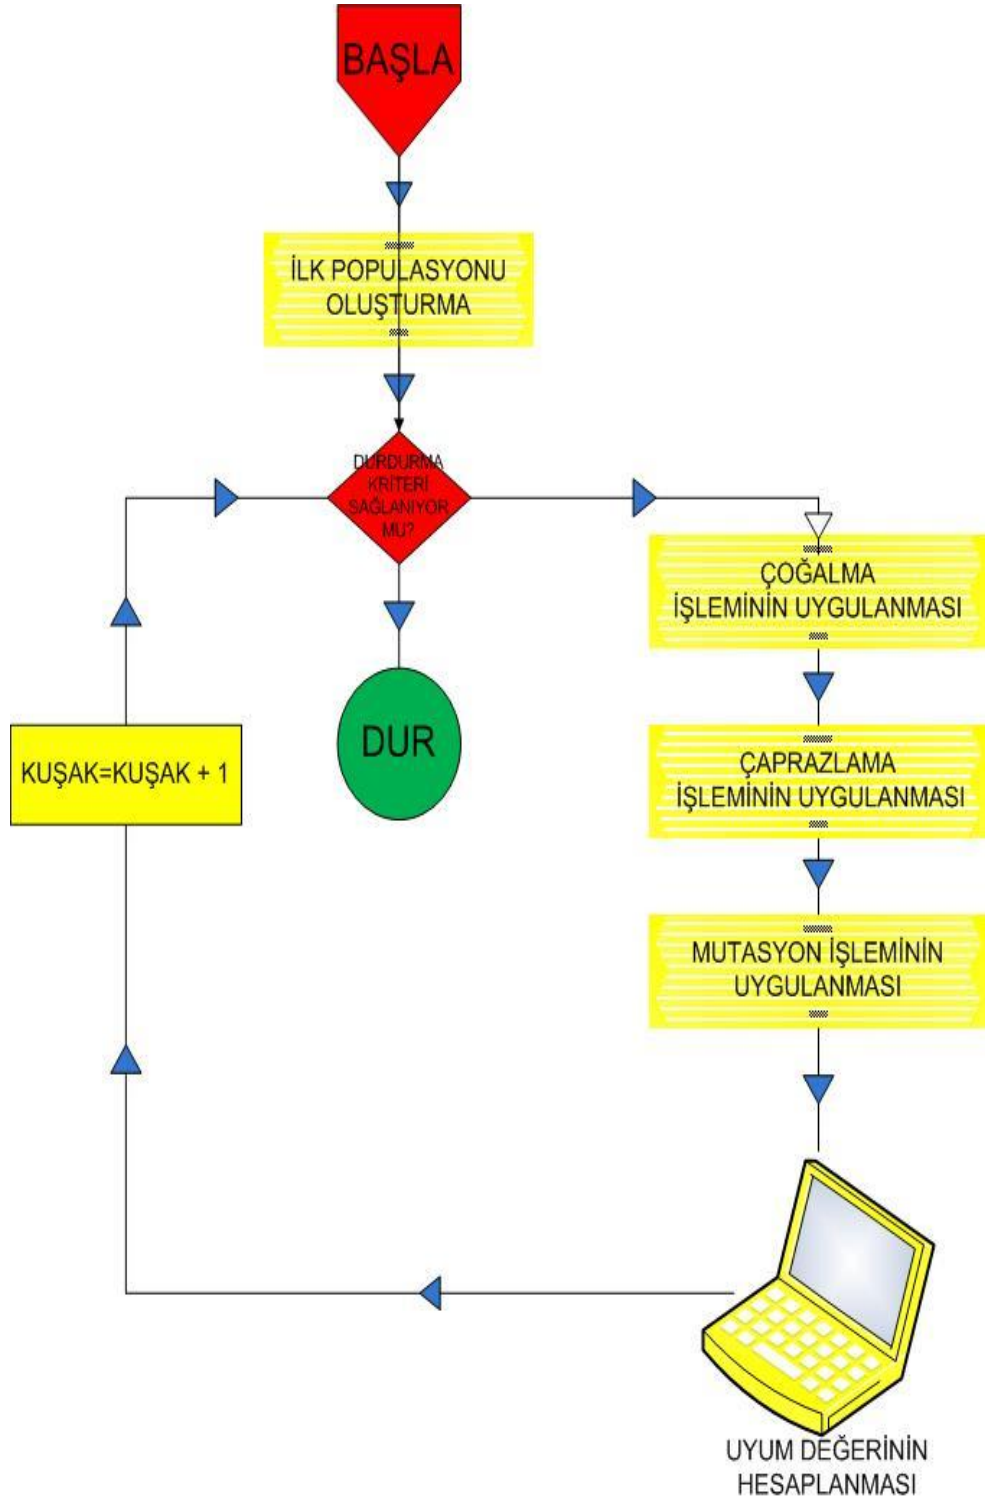 BAŞLA
İLK POPULASYONU
OLUŞTURMA
DURDURMA
KRİTERİ
SAĞLANIYOR
MU?
ÇOĞALMA
İŞLEMİNİN UYGULANMASI
DUR
KUŞAK=KUŞAK + 1
ÇAPRAZLAMA
İŞLEMİNİN UYGULANMASI
MUTASYON İŞLEMİNİN
UYGULANMASI
UYUM DEĞERİNİN
HESAPLANMASI